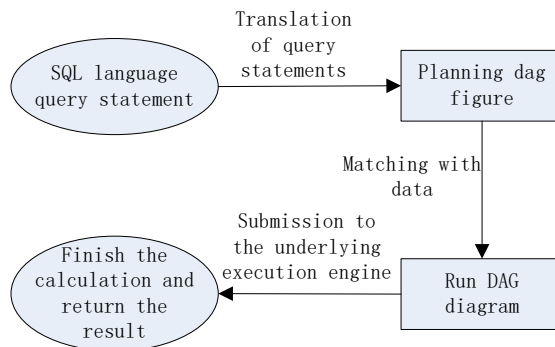 SQL language
query statement
Translation
of query
statements
Planning dag
figure
Matching with
data
Run DAG
diagram
Submission to
the underlying
execution engine
Finish the
calculation and
return the
result